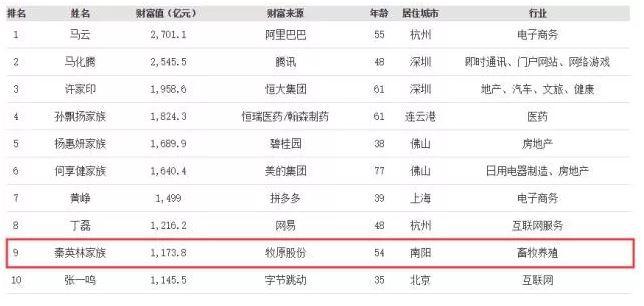 排名 姓名 财富值（亿元） 财富来源 年龄 居住城市 行业
1 马云 2,701.1 阿里巴巴 55 杭州 电子商务
2 马化腾 2,545.5 腾讯 48 深圳 即时通讯、门户网站、网络游戏
3 许家印 1,958.6 恒大集团 61 深圳 地产、汽车、文旅、健康
4 孙飘扬家族 1,824.3 恒瑞医药/翰森制药 61 连云港 医药
5 杨惠妍家族 1,689.9 碧桂园 38 佛山 房地产
6 何享健家族 1,640.4 美的集团 77 佛山 日用电器制造、房地产
7 黄峥 1,499 拼多多 39 上海 电子商务
8 丁磊 1,216.2 网易 48 杭州 互联网服务
9 秦英林家族 1,173.8 牧原股份 54 南阳 畜牧养殖
10 张一鸣 1,145.5 字节跳动 35 北京 互联网